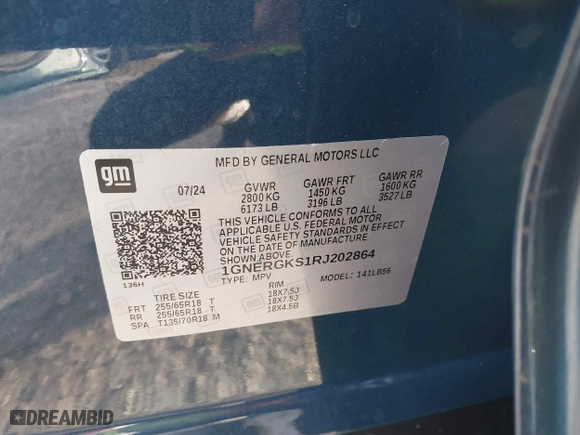 gm
MFD BY GENERAL MOTORS LLC
07/24 GVWR GAWR FRT GAWR RR
2800 KG 1450 KG 1600 KG
6173 LB 3196 LB 3527 LB
THIS VEHICLE CONFORMS TO ALL
APPLICABLE U.S. FEDERAL MOTOR
VEHICLE SAFETY STANDARDS IN EFFECT
ON THE DATE OF MANUFACTURE
SHOWN ABOVE.
136H
1GNERGKS1RJ202864
TYPE: MPV MODEL: 141LB56
TIRE SIZE RIM
FRT 255/65R18 T 18X7.5J
RR 255/65R18 T 18X7.5J
SPA T135/70R18 M 18X4.5B
DREAMBID